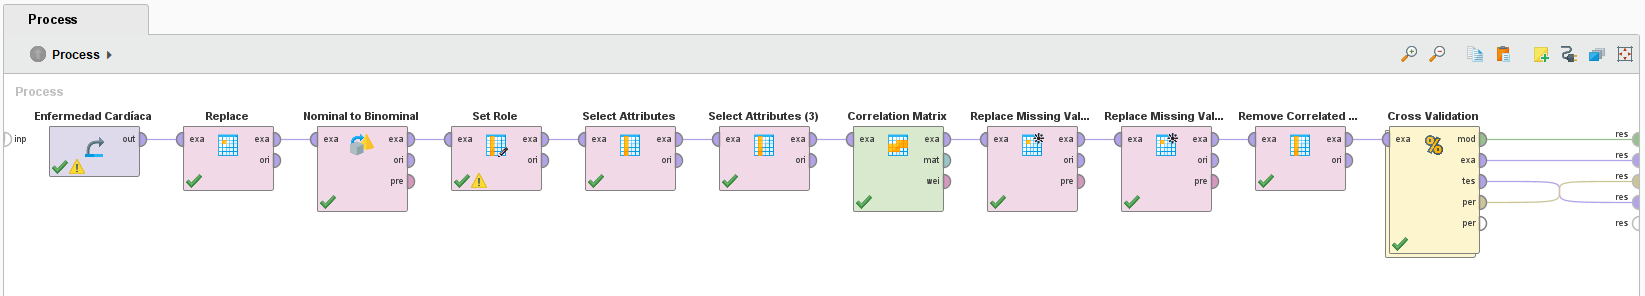 Process
Process
Process
Enfermedad Cardíaca
Replace
Nominal to Binominal
Set Role
Select Attributes
Select Attributes (3)
Correlation Matrix
Replace Missing Val...
Replace Missing Val...
Remove Correlated ...
Cross Validation
inp
out
exa exa
ori
exa exa
ori
pre
exa exa
ori
exa exa
ori
exa exa
ori
exa exa
mat
wei
exa exa
ori
pre
exa exa
ori
pre
exa exa
ori
exa % mod
exa
tes
per
per
res
res
res
res
res